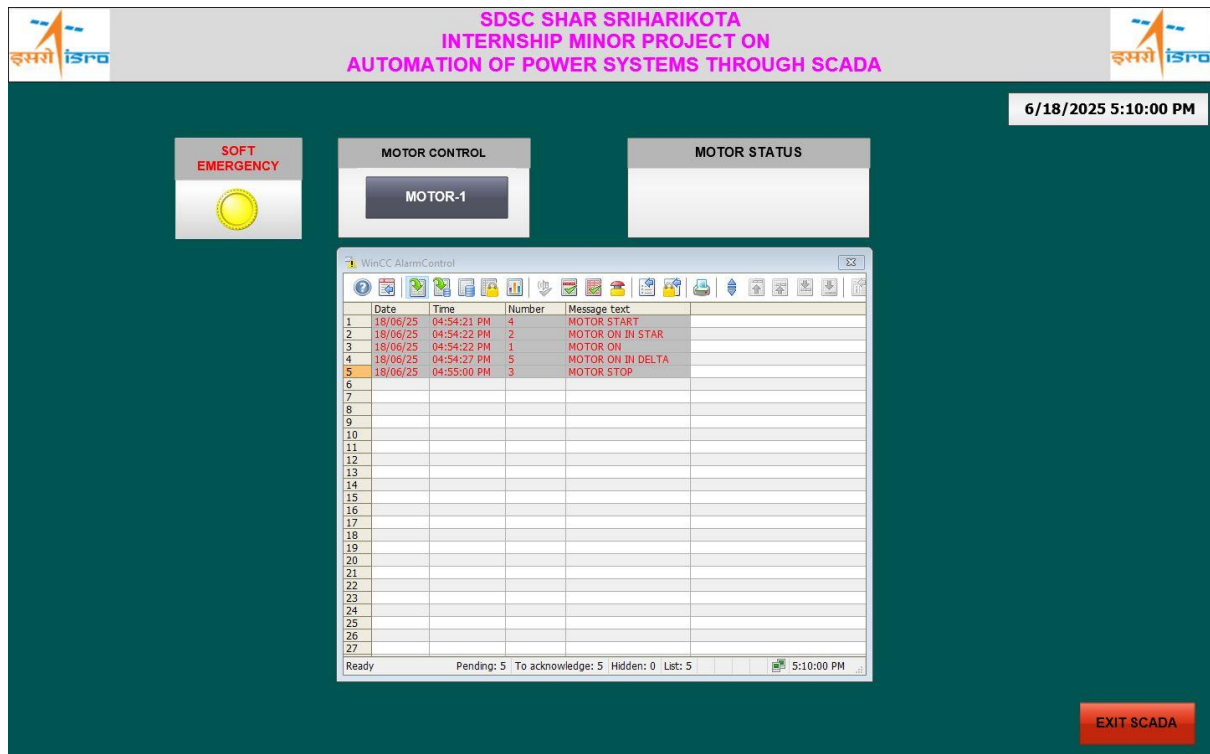 SDSC SHAR SRIHARIKOTA
INTERNSHIP MINOR PROJECT ON
AUTOMATION OF POWER SYSTEMS THROUGH SCADA
इसरो isro
इसरो isro
6/18/2025 5:10:00 PM
SOFT
EMERGENCY
MOTOR CONTROL
MOTOR STATUS
MOTOR-1
WinCC AlarmControl
Date Time Number Message text
1 18/06/25 04:54:21 PM 4 MOTOR START
2 18/06/25 04:54:22 PM 2 MOTOR ON IN STAR
3 18/06/25 04:54:22 PM 1 MOTOR ON
4 18/06/25 04:54:27 PM 5 MOTOR ON IN DELTA
5 18/06/25 04:55:00 PM 3 MOTOR STOP
6
7
8
9
10
11
12
13
14
15
16
17
18
19
20
21
22
23
24
25
26
27
Ready Pending: 5 To acknowledge: 5 Hidden: 0 List: 5 5:10:00 PM
EXIT SCADA